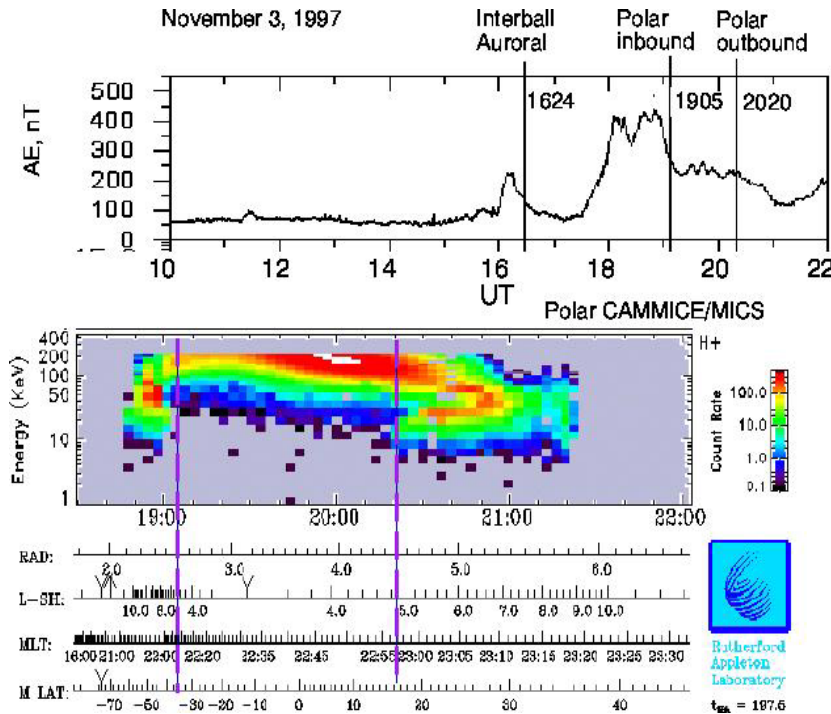 November 3, 1997
Interball Auroral
Polar inbound
Polar outbound
AE, nT
500
400
300
200
100
0
1624
1905
2020
10 12 14 16 18 20 22
UT
Polar CAMMICE/MICS
H+
Energy (KeV)
400
200
100
50
10
1
19:00 20:00 21:00 22:00
Count Rate
100.0
10.0
1.0
0.1
RAD: 2.0 3.0 4.0 5.0 6.0
L-SH: 10.0 6.0 4.0 4.0 5.0 6.0 7.0 8.0 9.0 10.0
MLT: 16:00 21:00 22:00 22:20 22:35 22:45 22:55 23:00 23:05 23:10 23:15 23:20 23:25 23:30
M LAT: -70 -50 -30 -20 -10 0 10 20 30 40
Rutherford
Appleton
Laboratory
= 197.6